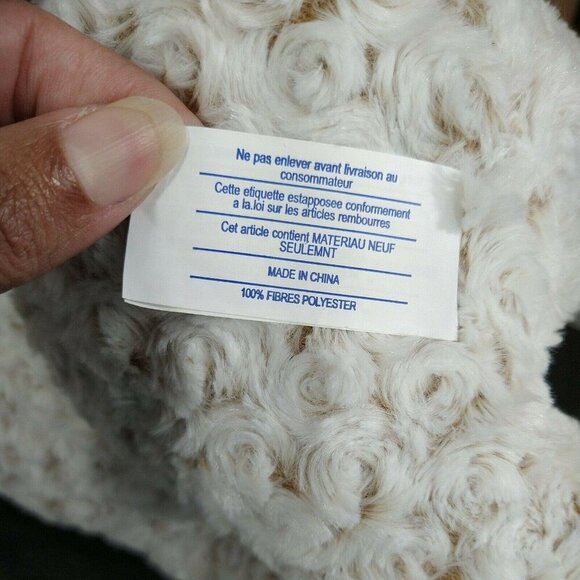 Ne pas enlever avant livraison au
consommateur
Cette etiquette estapposee conformement
a la.loi sur les articles rembourres
Cet article contient MATERIAU NEUF
SEULEMNT
MADE IN CHINA
100% FIBRES POLYESTER